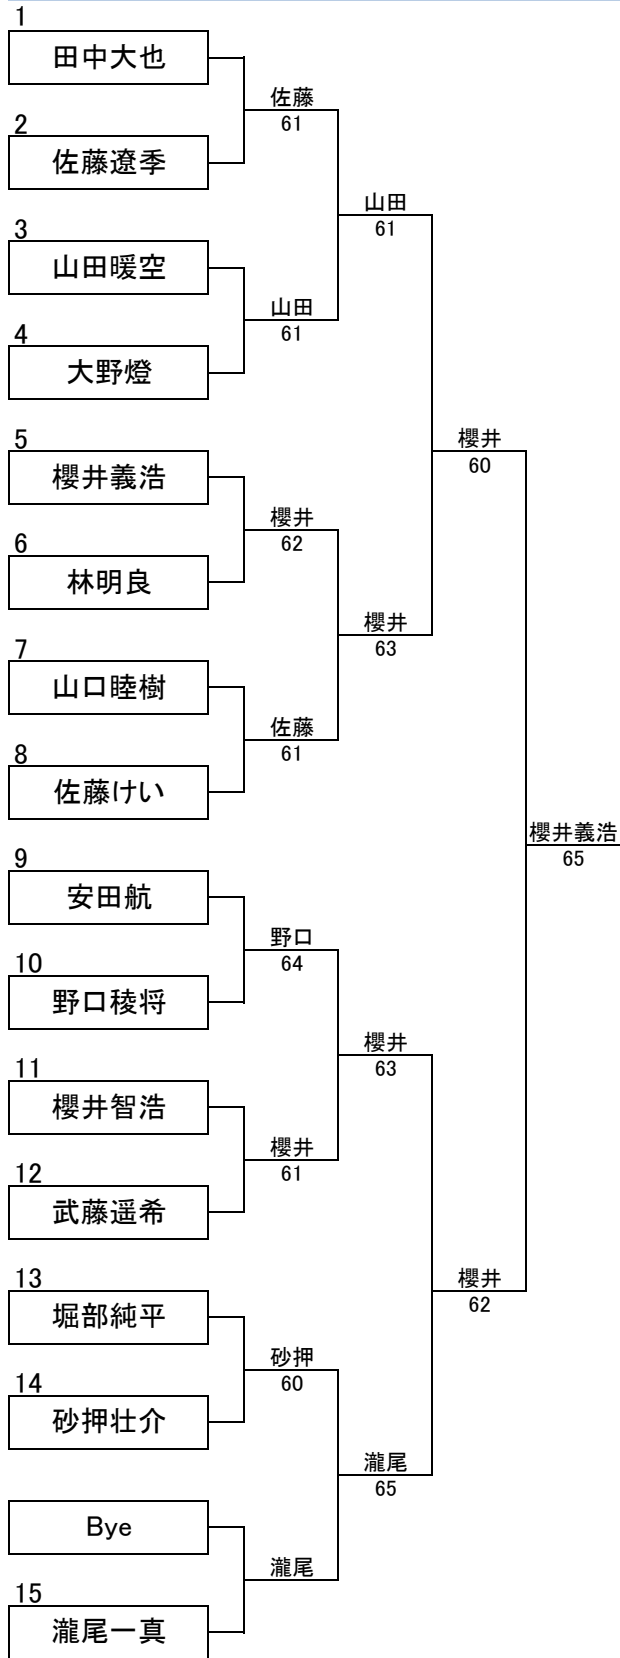 1
田中大也
佐藤
61
2
佐藤遼季
山田
61
3
山田暖空
山田
61
4
大野燈
櫻井
60
5
櫻井義浩
櫻井
62
6
林明良
櫻井
63
7
山口睦樹
佐藤
61
8
佐藤けい
櫻井義浩
65
9
安田航
野口
64
10
野口稜将
櫻井
63
11
櫻井智浩
櫻井
61
12
武藤遥希
櫻井
62
13
堀部純平
砂押
60
14
砂押壮介
瀧尾
65
Bye
瀧尾
15
瀧尾一真